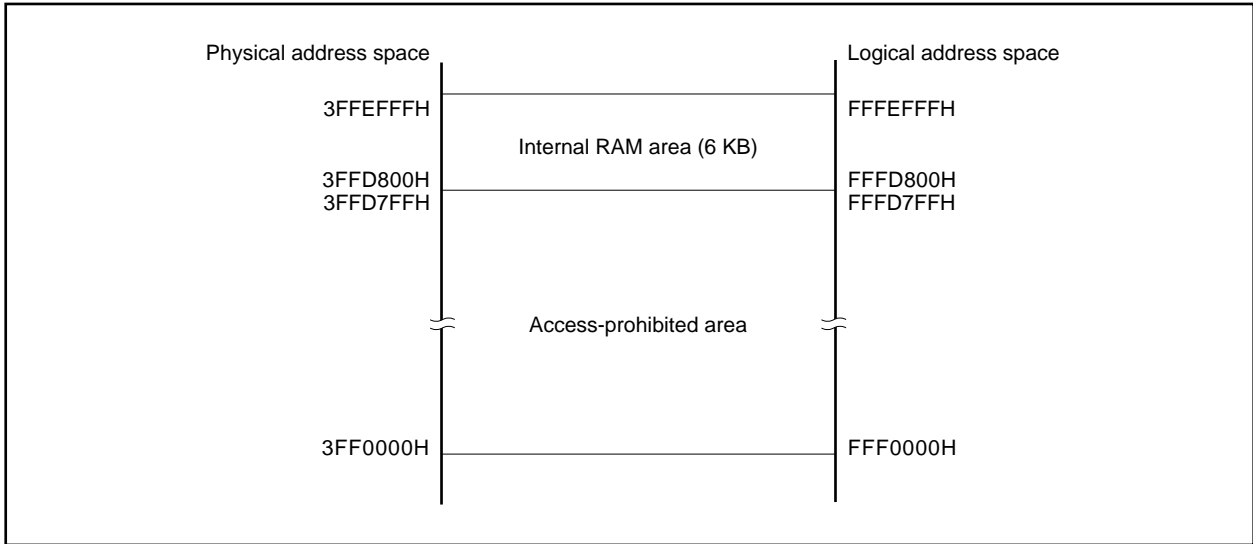 Physical address space
Logical address space
3FFEFFFH
FFFEFFFH
Internal RAM area (6 KB)
3FFD800H
FFFD800H
3FFD7FFH
FFFD7FFH
Access-prohibited area
3FF0000H
FFF0000H